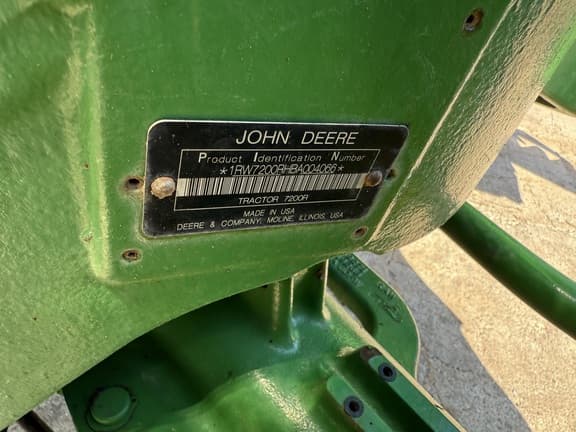 JOHN DEERE
Product Identification Number
*1RW7200RHBA004066*
TRACTOR 7200R
MADE IN USA
DEERE & COMPANY, MOLINE, ILLINOIS, USA